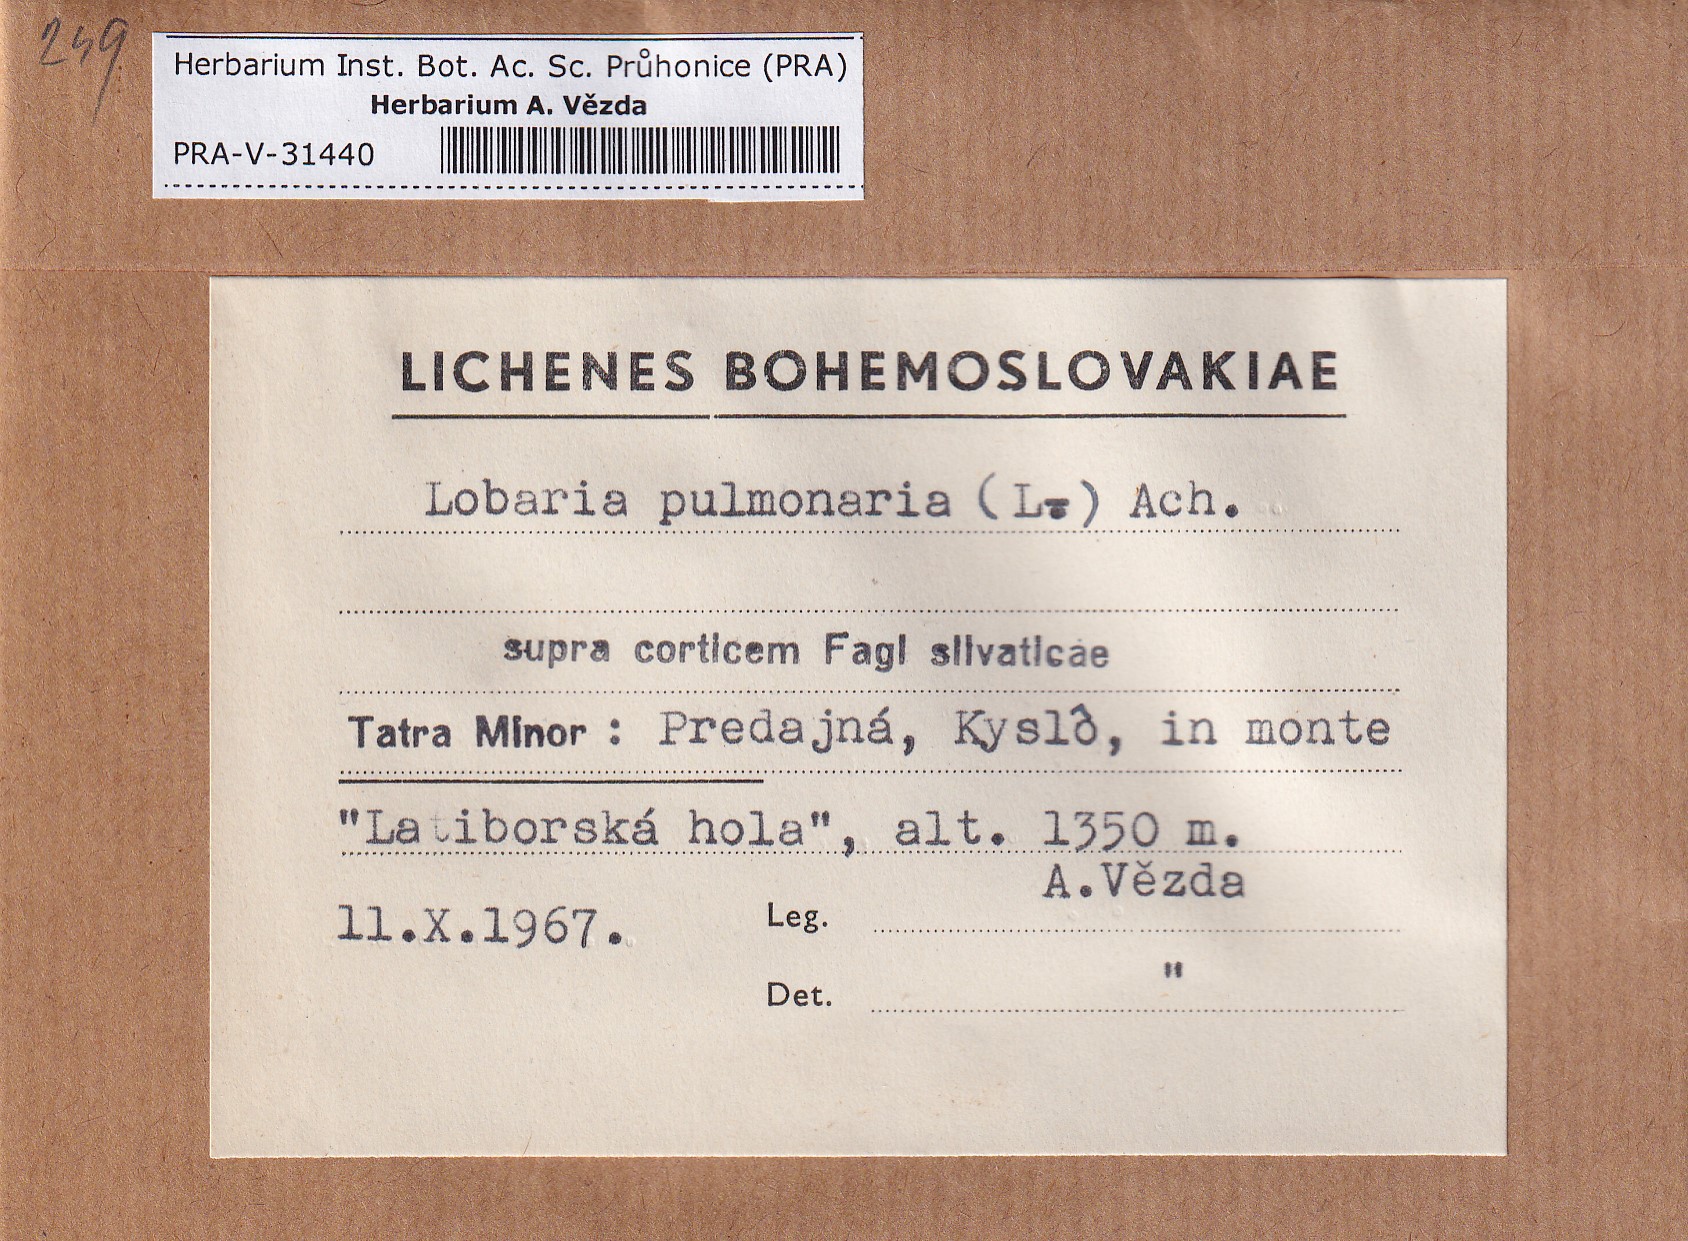 249
Herbarium Inst. Bot. Ac. Sc. Průhonice (PRA)
Herbarium A. Vězda
PRA-V-31440
LICHENES BOHEMOSLOVAKIAE
Lobaria pulmonaria (L.) Ach.
supra corticem Fagi silvaticae
Tatra Minor : Predajná, Kyslô, in monte
"Latiborská hola", alt. 1350 m.
A.Vězda
11.X.1967. Leg.
"
Det.